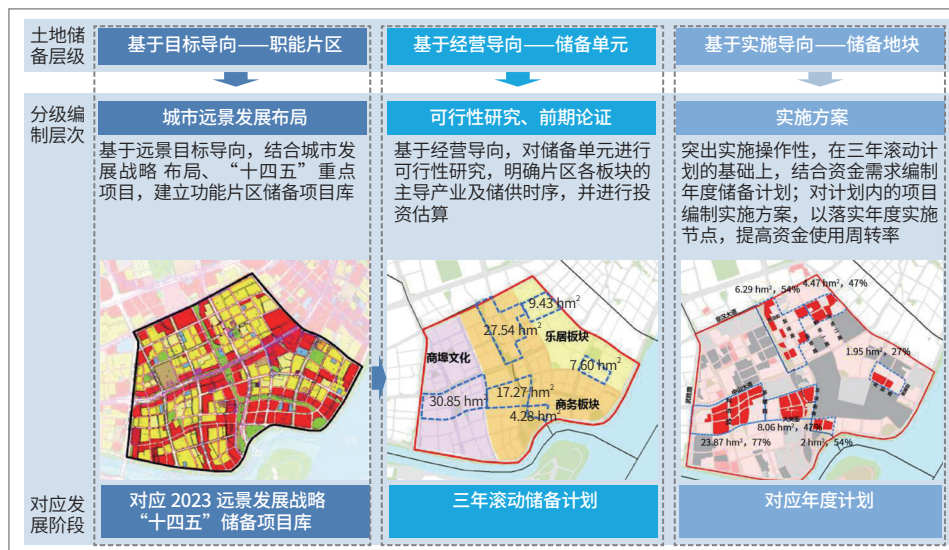 土地储
备层级
基于目标导向——职能片区
基于经营导向——储备单元
基于实施导向——储备地块
分级编
制层次
城市远景发展布局
可行性研究、前期论证
实施方案
基于远景目标导向，结合城市发
展战略 布局、“十四五”重点
项目，建立功能片区储备项目库
基于经营导向，对储备单元进行
可行性研究，明确片区各板块的
主导产业及储供时序，并进行投
资估算
突出实施操作性，在三年滚动计
划的基础上，结合资金需求编制
年度储备计划；对计划内的项目
编制实施方案，以落实年度实施
节点，提高资金使用周转率
9.43 hm²
27.54 hm²
乐居板块
商埠文化
7.60 hm²
30.85 hm²
17.27 hm²
商务板块
4.28 hm²
6.29 hm²，54%
4.47 hm²，47%
京汉大道
1.95 hm²，27%
中山大道
8.06 hm²，47%
23.87 hm²，77%
2 hm²，54%
对应发
展阶段
对应 2023 远景发展战略
“十四五”储备项目库
三年滚动储备计划
对应年度计划